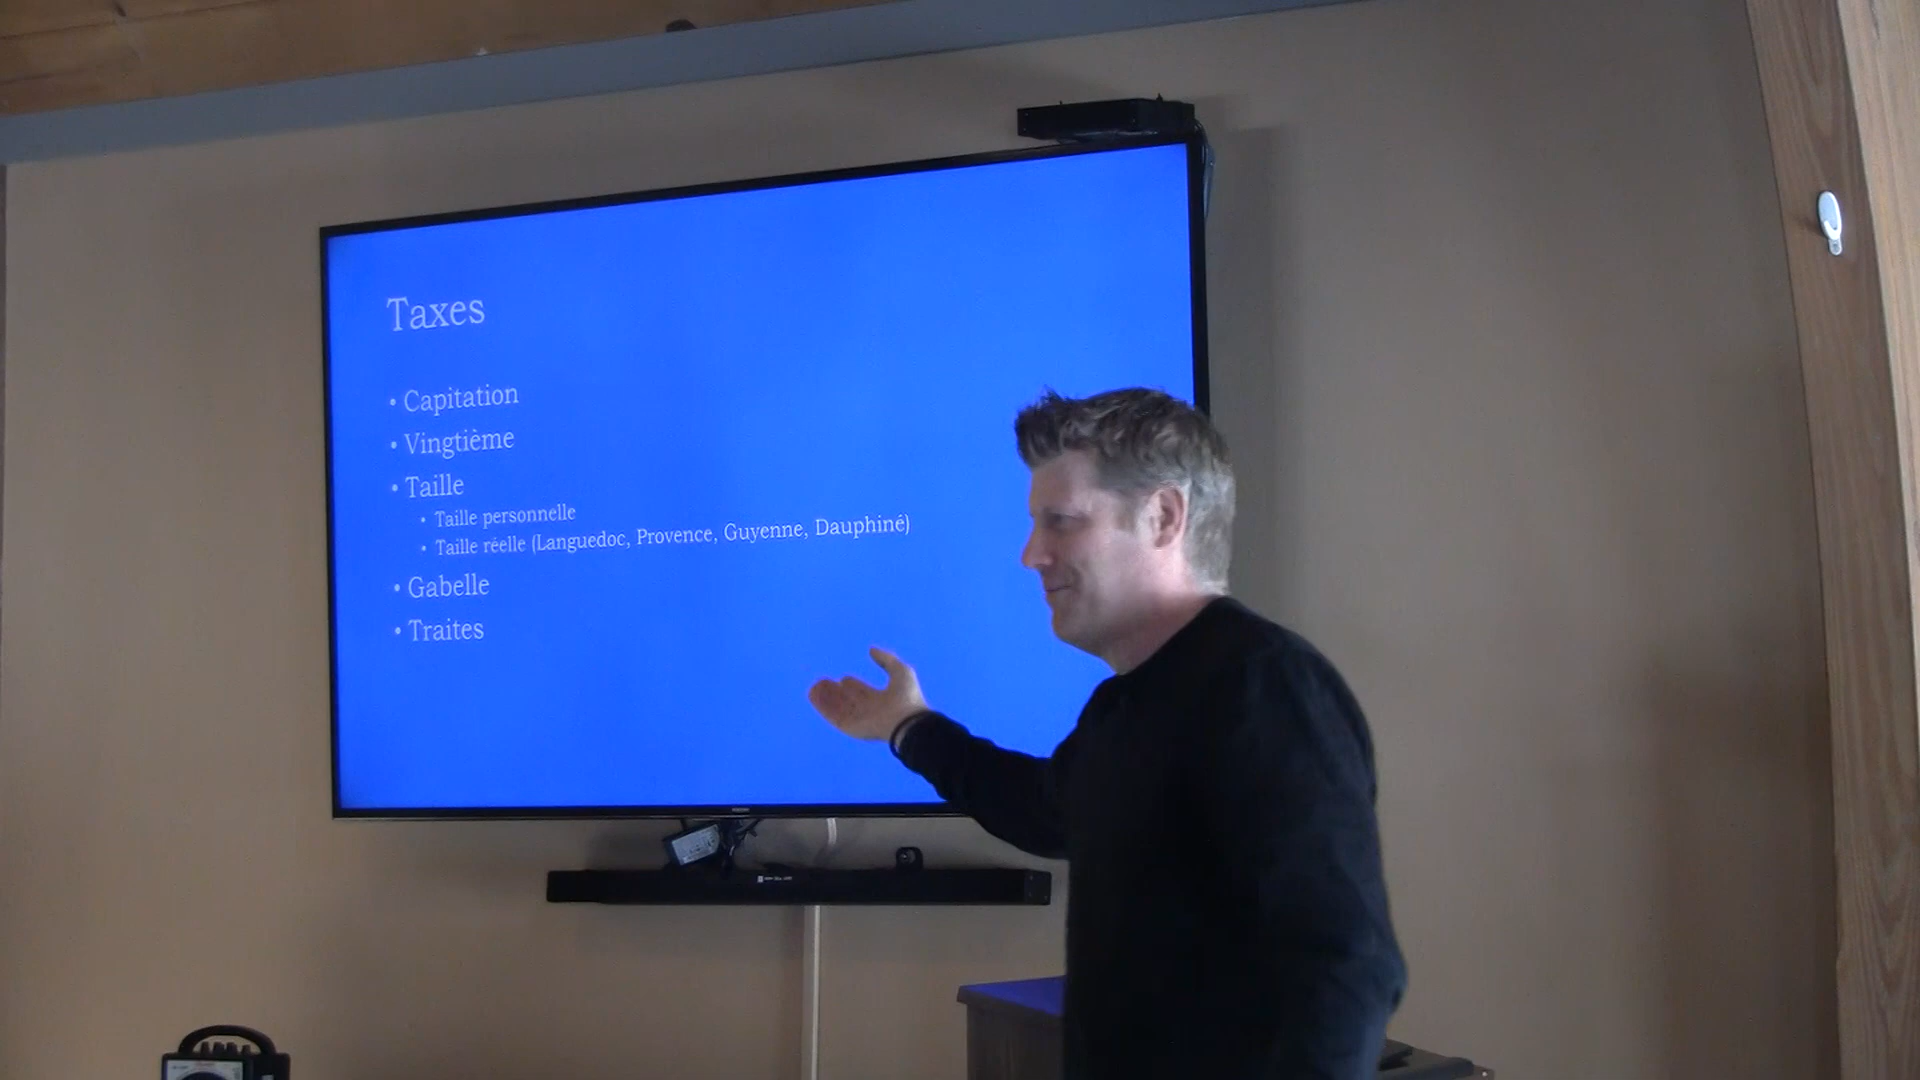 Taxes
• Capitation
• Vingtième
• Taille
• Taille personnelle
• Taille réelle (Languedoc, Provence, Guyenne, Dauphiné)
• Gabelle
• Traites